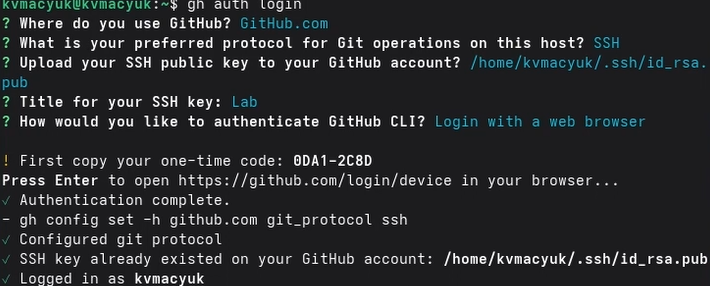 kvmacyuk@kvmacyuk:~$ gh auth login
? Where do you use GitHub? GitHub.com
? What is your preferred protocol for Git operations on this host? SSH
? Upload your SSH public key to your GitHub account? /home/kvmacyuk/.ssh/id_rsa.
pub
? Title for your SSH key: Lab
? How would you like to authenticate GitHub CLI? Login with a web browser
! First copy your one-time code: 0DA1-2C8D
Press Enter to open https://github.com/login/device in your browser...
✓ Authentication complete.
- gh config set -h github.com git_protocol ssh
✓ Configured git protocol
✓ SSH key already existed on your GitHub account: /home/kvmacyuk/.ssh/id_rsa.pub
✓ Logged in as kvmacyuk